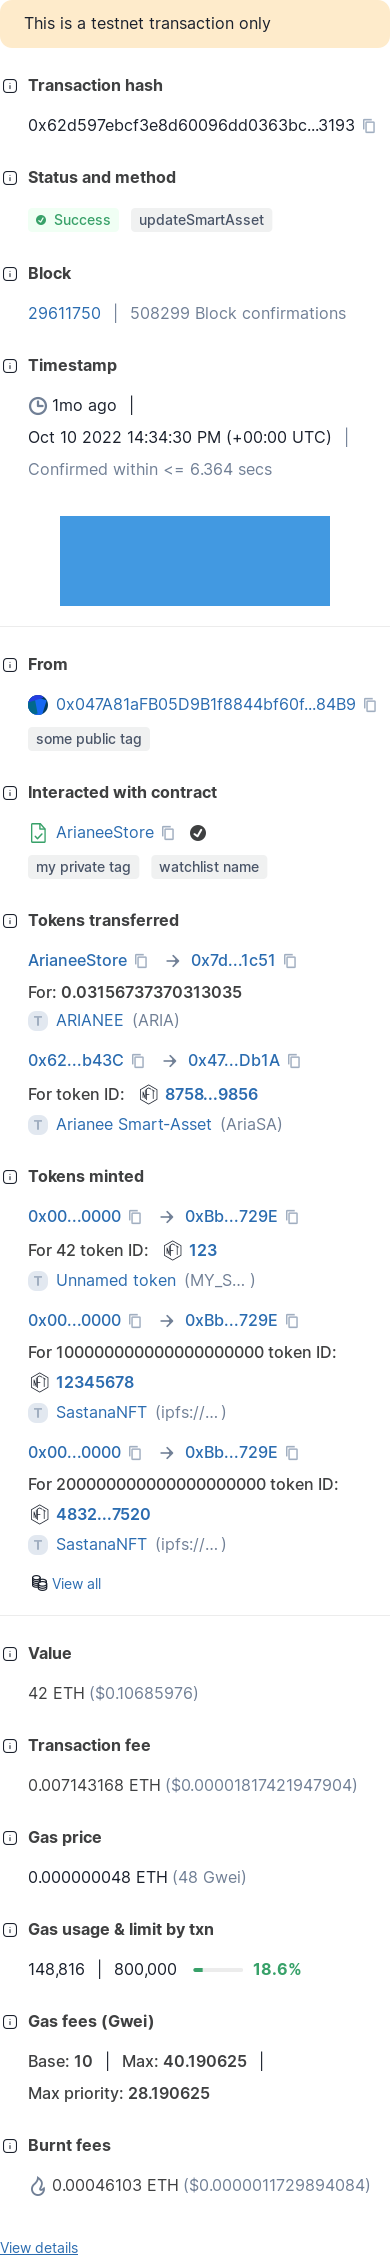 This is a testnet transaction only
Transaction hash
0x62d597ebcf3e8d60096dd0363bc...3193
Status and method
Success updateSmartAsset
Block
29611750 | 508299 Block confirmations
Timestamp
1mo ago |
Oct 10 2022 14:34:30 PM (+00:00 UTC) |
Confirmed within <= 6.364 secs
From
0x047A81aFB05D9B1f8844bf60f...84B9
some public tag
Interacted with contract
ArianeeStore
my private tag watchlist name
Tokens transferred
ArianeeStore → 0x7d...1c51
For: 0.03156737370313035
T ARIANEE (ARIA)
0x62...b43C → 0x47...Db1A
For token ID: 8758...9856
T Arianee Smart-Asset (AriaSA)
Tokens minted
0x00...0000 → 0xBb...729E
For 42 token ID: 123
T Unnamed token (MY_S... )
0x00...0000 → 0xBb...729E
For 100000000000000000000 token ID:
12345678
T SastanaNFT (ipfs://... )
0x00...0000 → 0xBb...729E
For 200000000000000000000 token ID:
4832...7520
T SastanaNFT (ipfs://... )
View all
Value
42 ETH ($0.10685976)
Transaction fee
0.007143168 ETH ($0.00001817421947904)
Gas price
0.000000048 ETH (48 Gwei)
Gas usage & limit by txn
148,816 | 800,000 18.6%
Gas fees (Gwei)
Base: 10 | Max: 40.190625 |
Max priority: 28.190625
Burnt fees
0.00046103 ETH ($0.0000011729894084)
View details